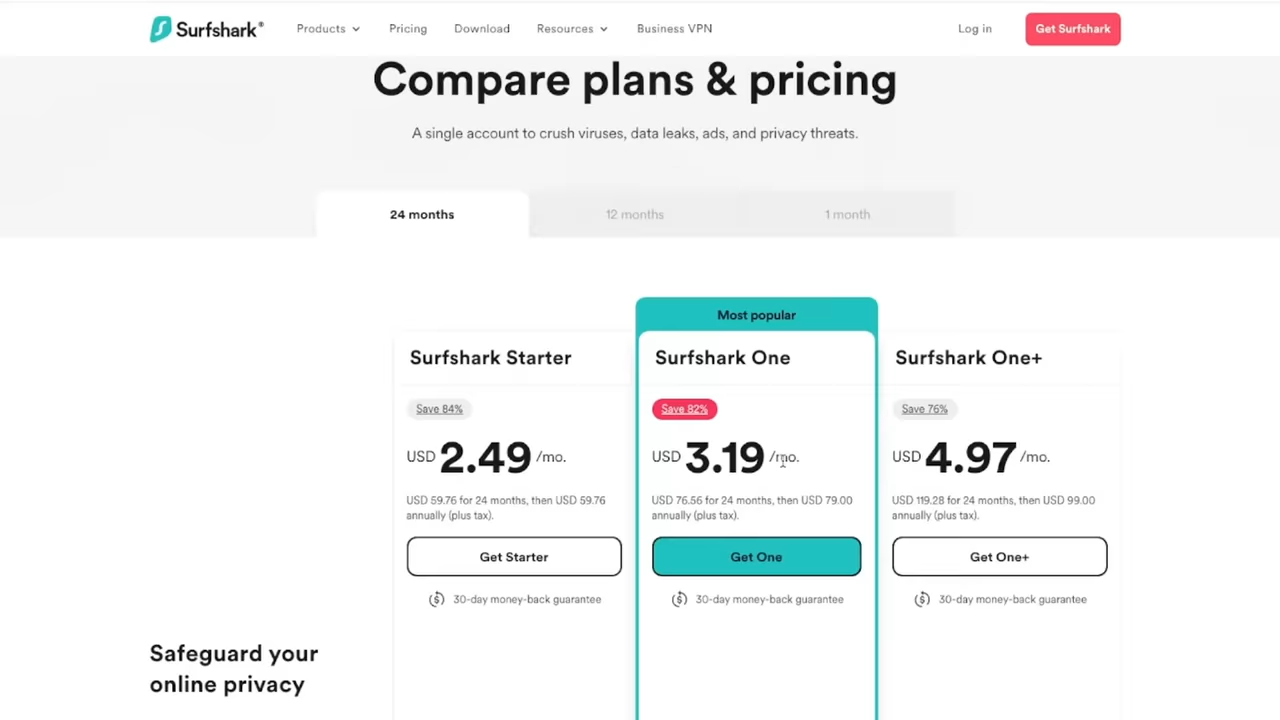 Surfshark®
Products
Pricing
Download
Resources
Business VPN
Log in
Get Surfshark
Compare plans & pricing
A single account to crush viruses, data leaks, ads, and privacy threats.
24 months
12 months
1 month
Most popular
Surfshark Starter
Save 84%
USD 2.49 /mo.
USD 59.76 for 24 months, then USD 59.76
annually (plus tax).
Get Starter
30-day money-back guarantee
Surfshark One
Save 82%
USD 3.19 /mo.
USD 76.56 for 24 months, then USD 79.00
annually (plus tax).
Get One
30-day money-back guarantee
Surfshark One+
Save 76%
USD 4.97 /mo.
USD 119.28 for 24 months, then USD 99.00
annually (plus tax).
Get One+
30-day money-back guarantee
Safeguard your
online privacy